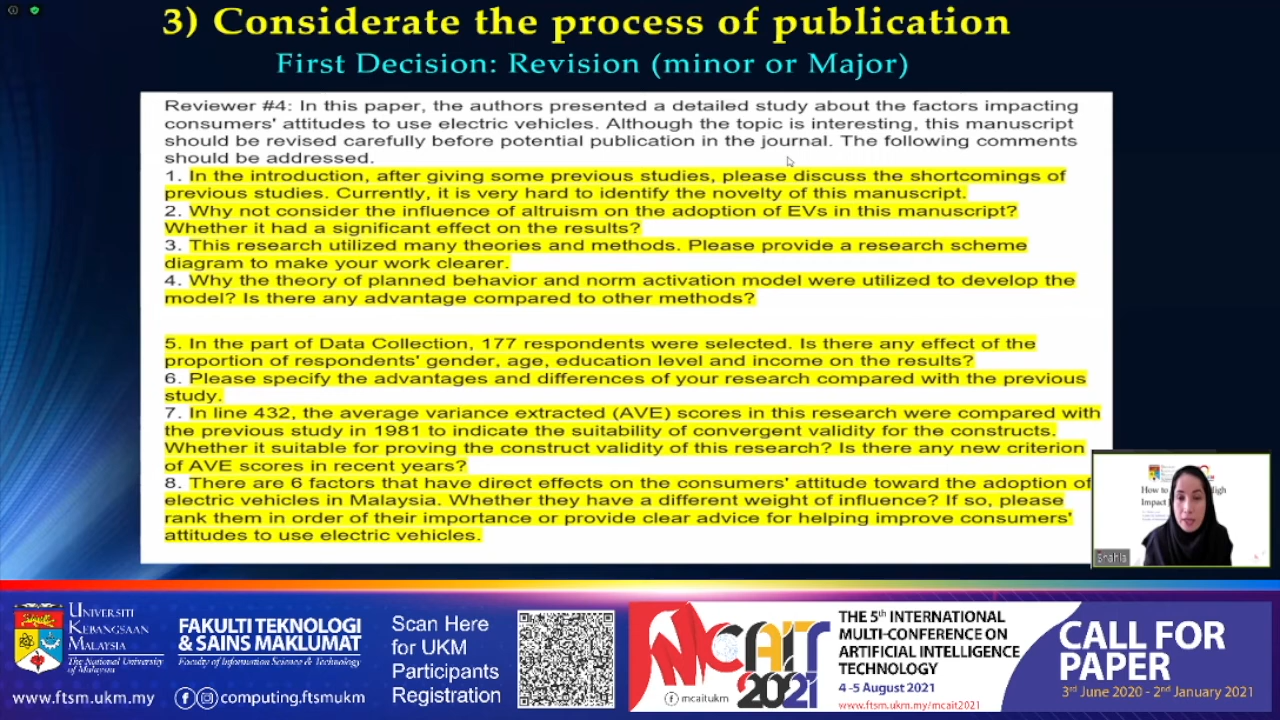 3) Considerate the process of publication
First Decision: Revision (minor or Major)
Reviewer #4: In this paper, the authors presented a detailed study about the factors impacting
consumers' attitudes to use electric vehicles. Although the topic is interesting, this manuscript
should be revised carefully before potential publication in the journal. The following comments
should be addressed.
1. In the introduction, after giving some previous studies, please discuss the shortcomings of
previous studies. Currently, it is very hard to identify the novelty of this manuscript.
2. Why not consider the influence of altruism on the adoption of EVs in this manuscript?
Whether it had a significant effect on the results?
3. This research utilized many theories and methods. Please provide a research scheme
diagram to make your work clearer.
4. Why the theory of planned behavior and norm activation model were utilized to develop the
model? Is there any advantage compared to other methods?
5. In the part of Data Collection, 177 respondents were selected. Is there any effect of the
proportion of respondents' gender, age, education level and income on the results?
6. Please specify the advantages and differences of your research compared with the previous
study.
7. In line 432, the average variance extracted (AVE) scores in this research were compared with
the previous study in 1981 to indicate the suitability of convergent validity for the constructs.
Whether it suitable for proving the construct validity of this research? Is there any new criterion
of AVE scores in recent years?
8. There are 6 factors that have direct effects on the consumers' attitude toward the adoption of
electric vehicles in Malaysia. Whether they have a different weight of influence? If so, please
rank them in order of their importance or provide clear advice for helping improve consumers'
attitudes to use electric vehicles.
How to
High
Impact
Shahla
UNIVERSITI
KEBANGSAAN
MALAYSIA
The National University
of Malaysia
FAKULTI TEKNOLOGI
& SAINS MAKLUMAT
Faculty of Information Science & Technology
www.ftsm.ukm.my
computing.ftsmukm
Scan Here
for UKM
Participants
Registration
MCAIT
2021
mcaitukm
THE 5th INTERNATIONAL
MULTI-CONFERENCE ON
ARTIFICIAL INTELLIGENCE
TECHNOLOGY
4 -5 August 2021
www.ftsm.ukm.my/mcait2021
CALL FOR
PAPER
3rd June 2020 - 2nd January 2021